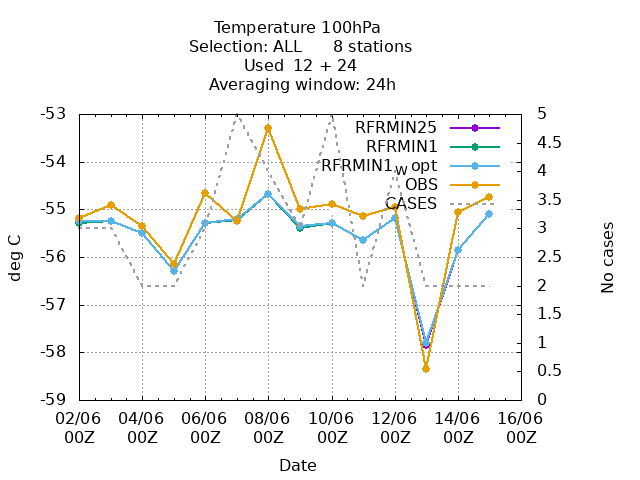 Temperature 100hPa
Selection: ALL 8 stations
Used 12 + 24
Averaging window: 24h
RFRMIN25
RFRMIN1
RFRMIN1_w opt
OBS
CASES
-53
-54
-55
-56
-57
-58
-59
deg C
5
4.5
4
3.5
3
2.5
2
1.5
1
0.5
0
No cases
02/06 04/06 06/06 08/06 10/06 12/06 14/06 16/06
00Z 00Z 00Z 00Z 00Z 00Z 00Z 00Z
Date